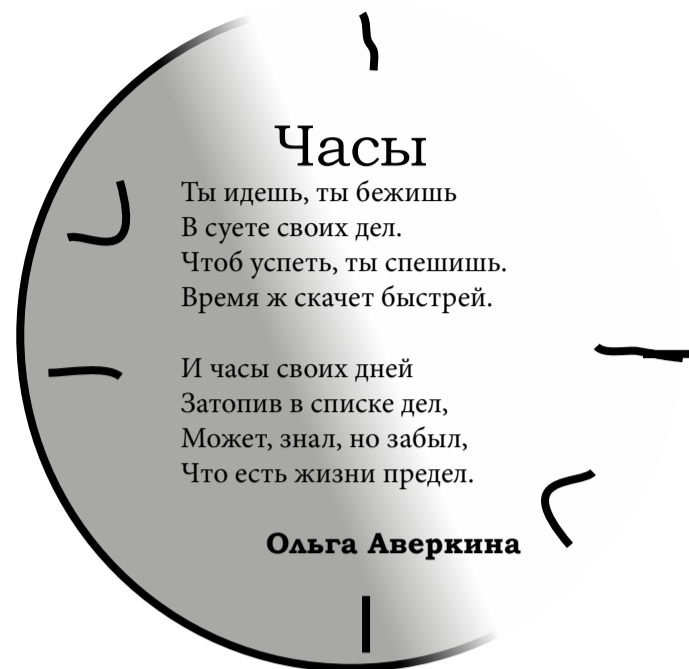 Часы
Ты идешь, ты бежишь
В суете своих дел.
Чтоб успеть, ты спешишь.
Время ж скачет быстрей.
И часы своих дней
Затопив в списке дел,
Может, знал, но забыл,
Что есть жизни предел.
Ольга Аверкина